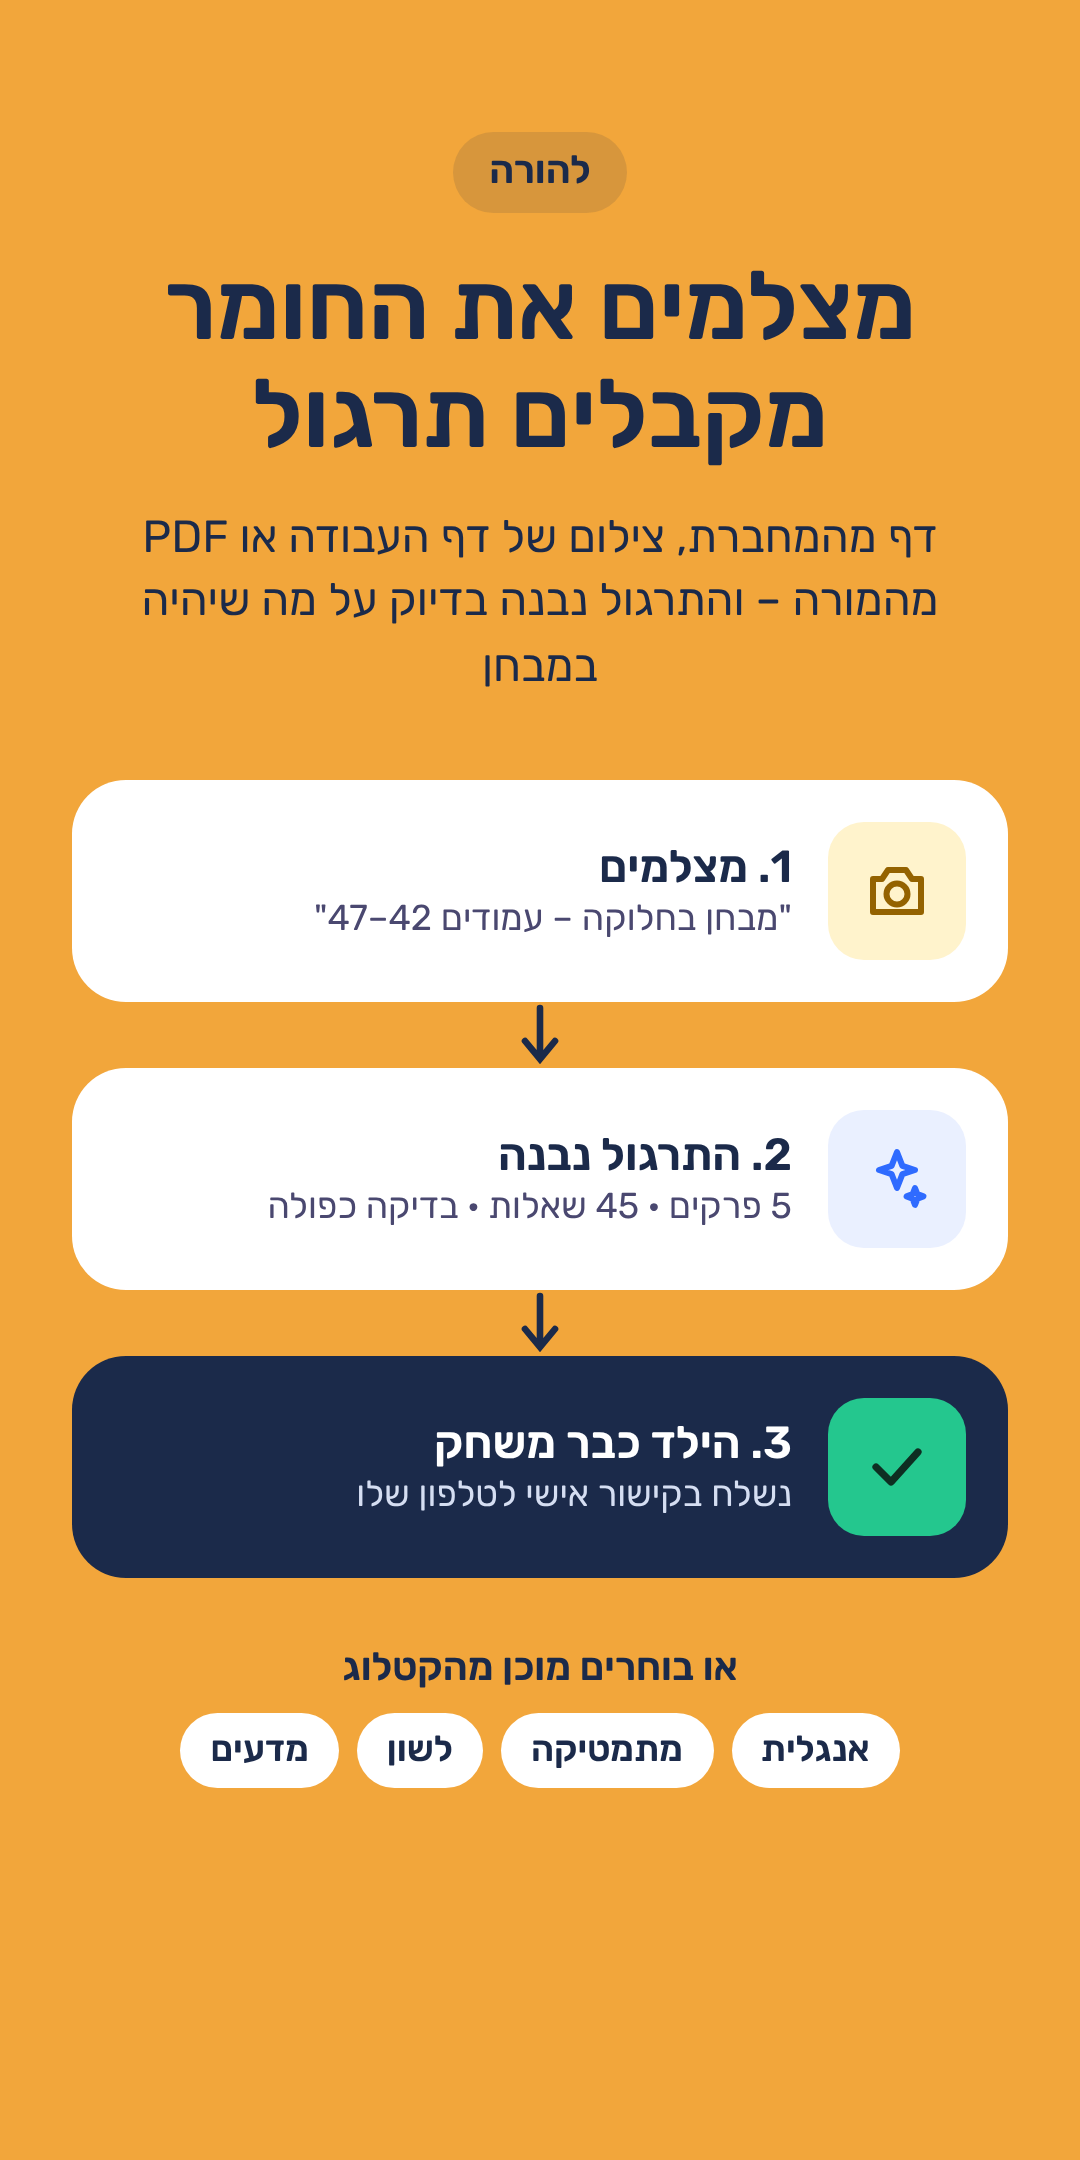 להורה
מצלמים את החומר
מקבלים תרגול
דף מהמחברת, צילום של דף העבודה או PDF
מהמורה – והתרגול נבנה בדיוק על מה שיהיה
במבחן
1. מצלמים
"מבחן בחלוקה – עמודים 42–47"
2. התרגול נבנה
5 פרקים • 45 שאלות • בדיקה כפולה
3. הילד כבר משחק
נשלח בקישור אישי לטלפון שלו
או בוחרים מוכן מהקטלוג
אנגלית
מתמטיקה
לשון
מדעים